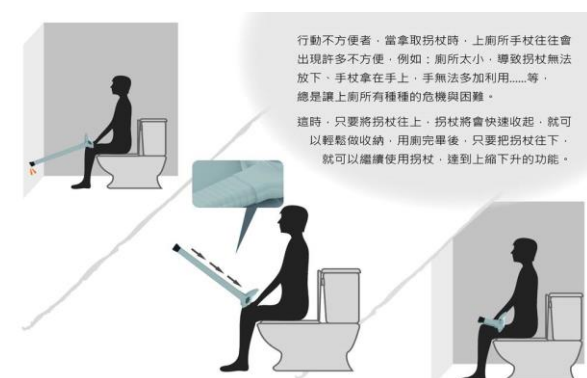 行動不方便者，當拿取拐杖時，上廁所手杖往往會
出現許多不方便，例如：廁所太小，導致拐杖無法
放下、手杖拿在手上，手無法多加利用......等，
總是讓上廁所有種種的危機與困難。
這時，只要將拐杖往上，拐杖將會快速收起，就可
以輕鬆做收納，用廁完畢後，只要把拐杖往下，
就可以繼續使用拐杖，達到上縮下升的功能。